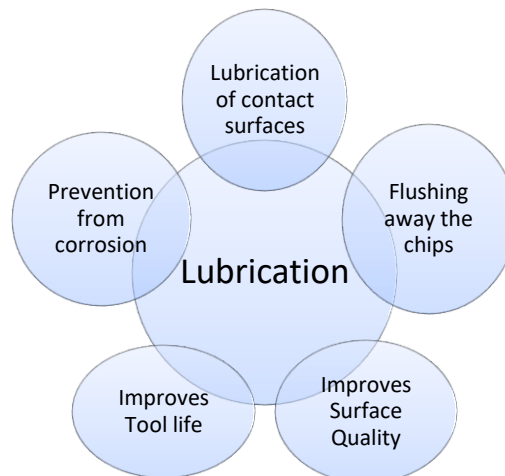 Lubrication
of contact
surfaces
Prevention
from
corrosion
Flushing
away the
chips
Lubrication
Improves
Tool life
Improves
Surface
Quality